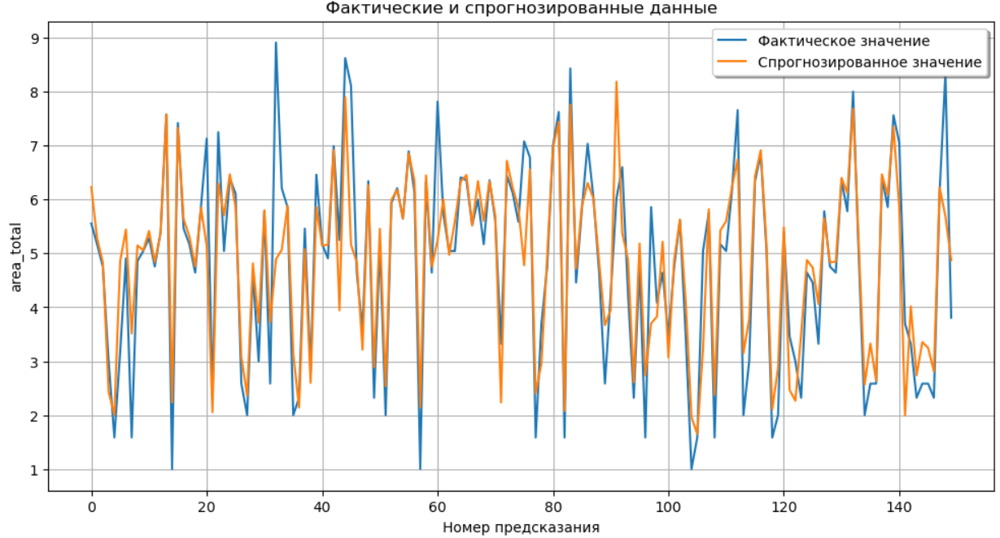 Фактические и спрогнозированные данные
Фактическое значение
Спрогнозированное значение
area_total
9
8
7
6
5
4
3
2
1
0 20 40 60 80 100 120 140
Номер предсказания